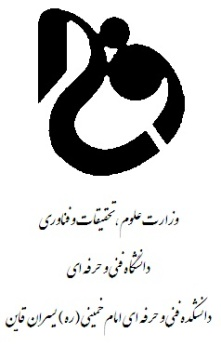 وزارت علوم ،تحقیقات و فناوری
دانشگاه فنی و حرفه ای
دانشکده فنی و حرفه ای امام خمینی (ره) پسران قاین